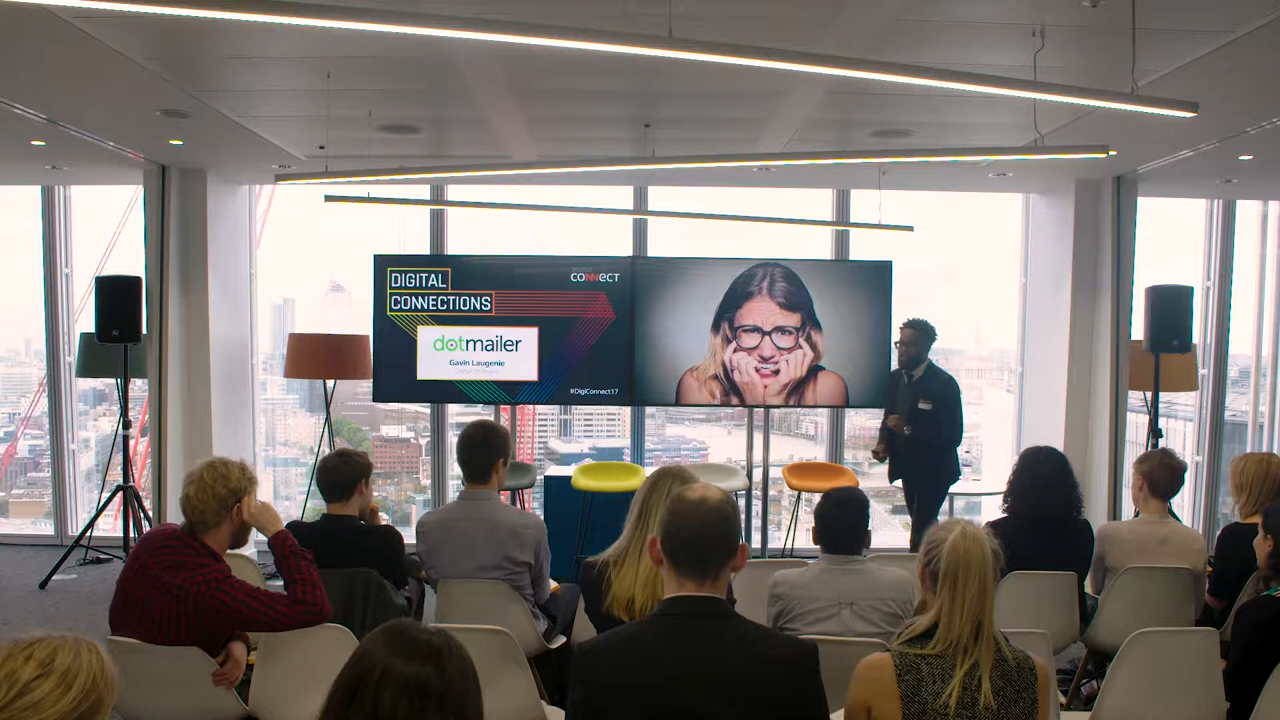 DIGITAL
CONNECTIONS
CONNECT
dotmailer
Gavin Laugenie
#DigiConnect17